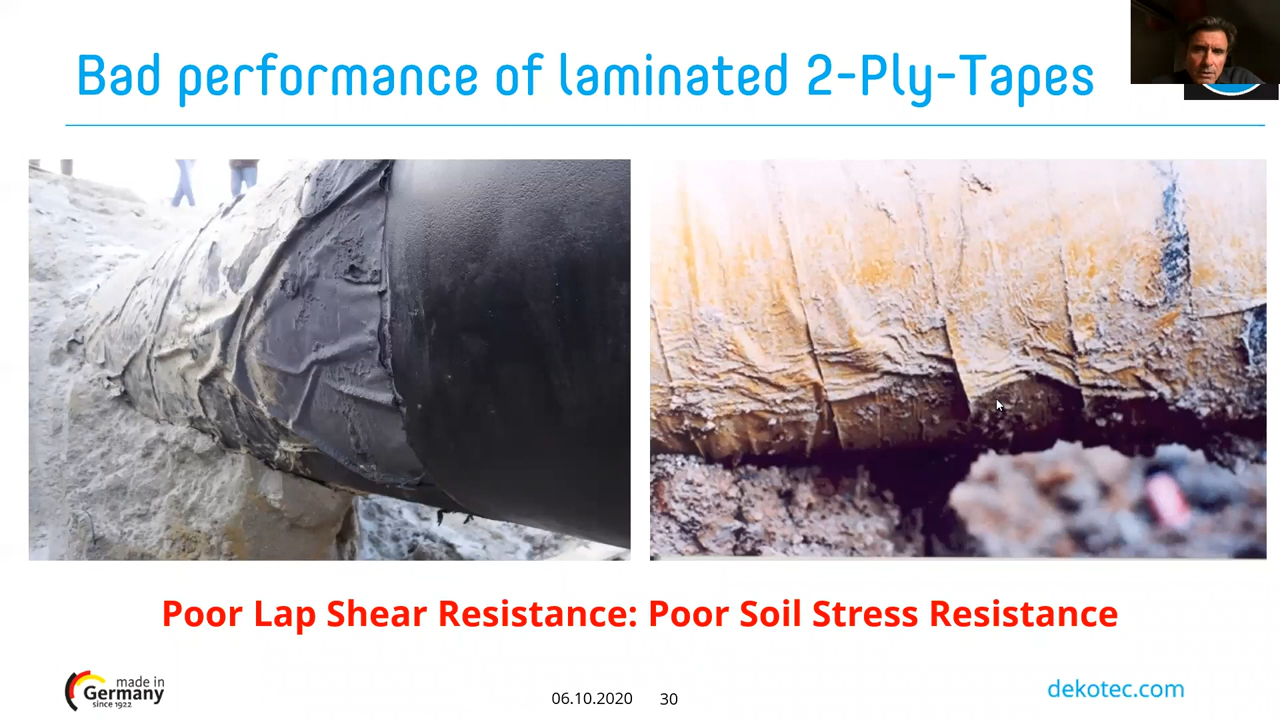 Bad performance of laminated 2-Ply-Tapes
Poor Lap Shear Resistance: Poor Soil Stress Resistance
made in
Germany
since 1922
06.10.2020
30
dekotec.com